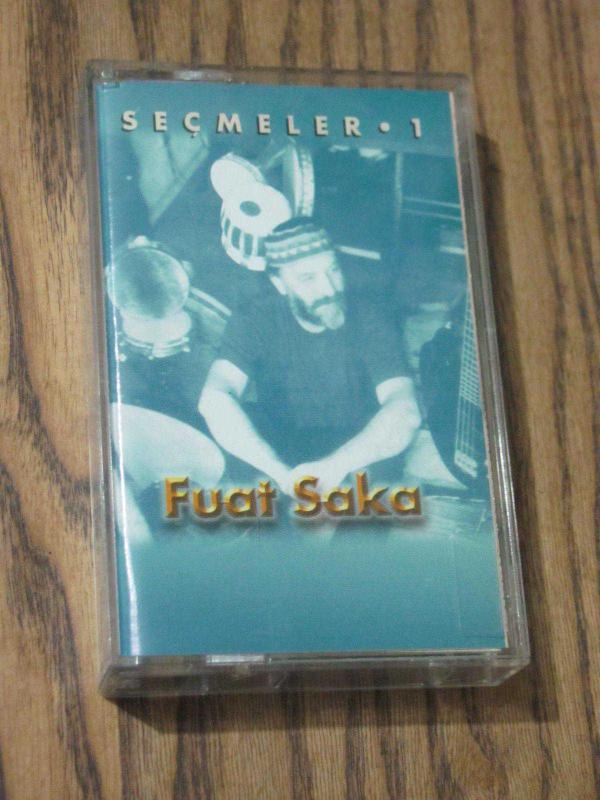 SEÇMELER • 1
Fuat Saka